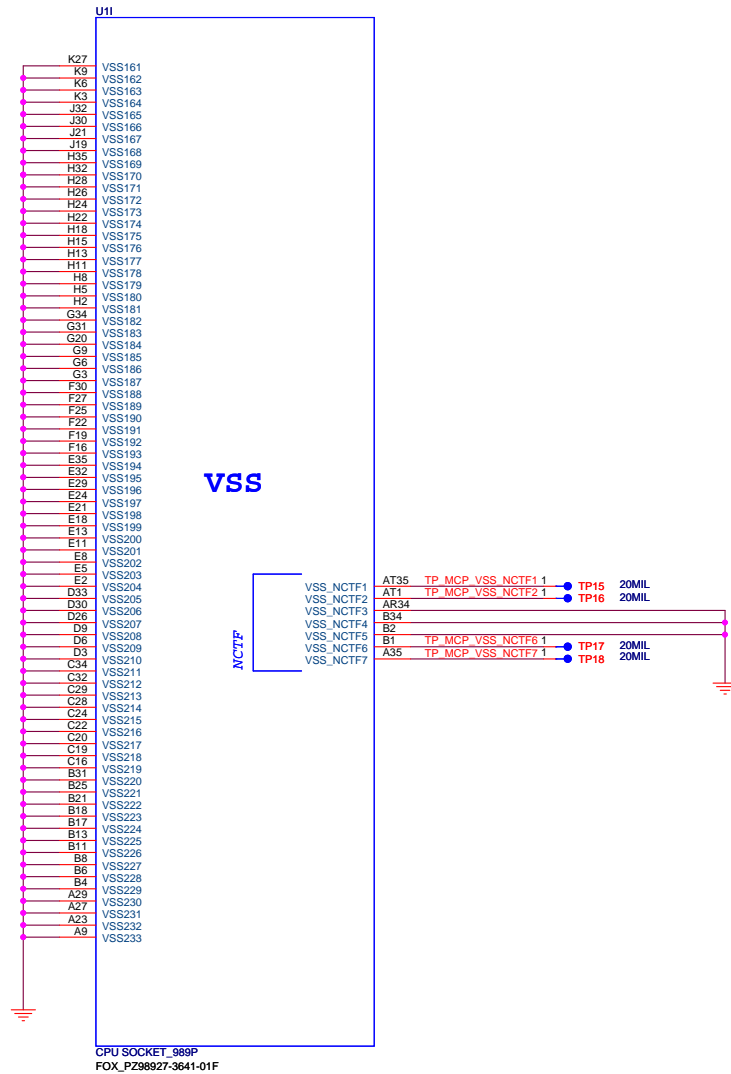 U1I
K27 VSS161
K9 VSS162
K6 VSS163
K3 VSS164
J32 VSS165
J30 VSS166
J21 VSS167
J19 VSS168
H35 VSS169
H32 VSS170
H28 VSS171
H26 VSS172
H24 VSS173
H22 VSS174
H18 VSS175
H15 VSS176
H13 VSS177
H11 VSS178
H8 VSS179
H5 VSS180
H2 VSS181
G34 VSS182
G31 VSS183
G20 VSS184
G9 VSS185
G6 VSS186
G3 VSS187
F30 VSS188
F27 VSS189
F25 VSS190
F22 VSS191
F19 VSS192
F16 VSS193
E35 VSS194
E32 VSS195
E29 VSS196
E24 VSS197
E21 VSS198
E18 VSS199
E13 VSS200
E11 VSS201
E8 VSS202
E5 VSS203
E2 VSS204
D33 VSS205
D30 VSS206
D26 VSS207
D9 VSS208
D6 VSS209
D3 VSS210
C34 VSS211
C32 VSS212
C29 VSS213
C28 VSS214
C24 VSS215
C22 VSS216
C20 VSS217
C19 VSS218
C16 VSS219
B31 VSS220
B25 VSS221
B21 VSS222
B18 VSS223
B17 VSS224
B13 VSS225
B11 VSS226
B8 VSS227
B6 VSS228
B4 VSS229
A29 VSS230
A27 VSS231
A23 VSS232
A9 VSS233
VSS
NCTF
VSS_NCTF1 AT35 TP_MCP_VSS_NCTF1 1 TP15 20MIL
VSS_NCTF2 AT1 TP_MCP_VSS_NCTF2 1 TP16 20MIL
VSS_NCTF3 AR34
VSS_NCTF4 B34
VSS_NCTF5 B2
VSS_NCTF6 B1 TP_MCP_VSS_NCTF6 1 TP17 20MIL
VSS_NCTF7 A35 TP_MCP_VSS_NCTF7 1 TP18 20MIL
CPU SOCKET_989P
FOX_PZ98927-3641-01F